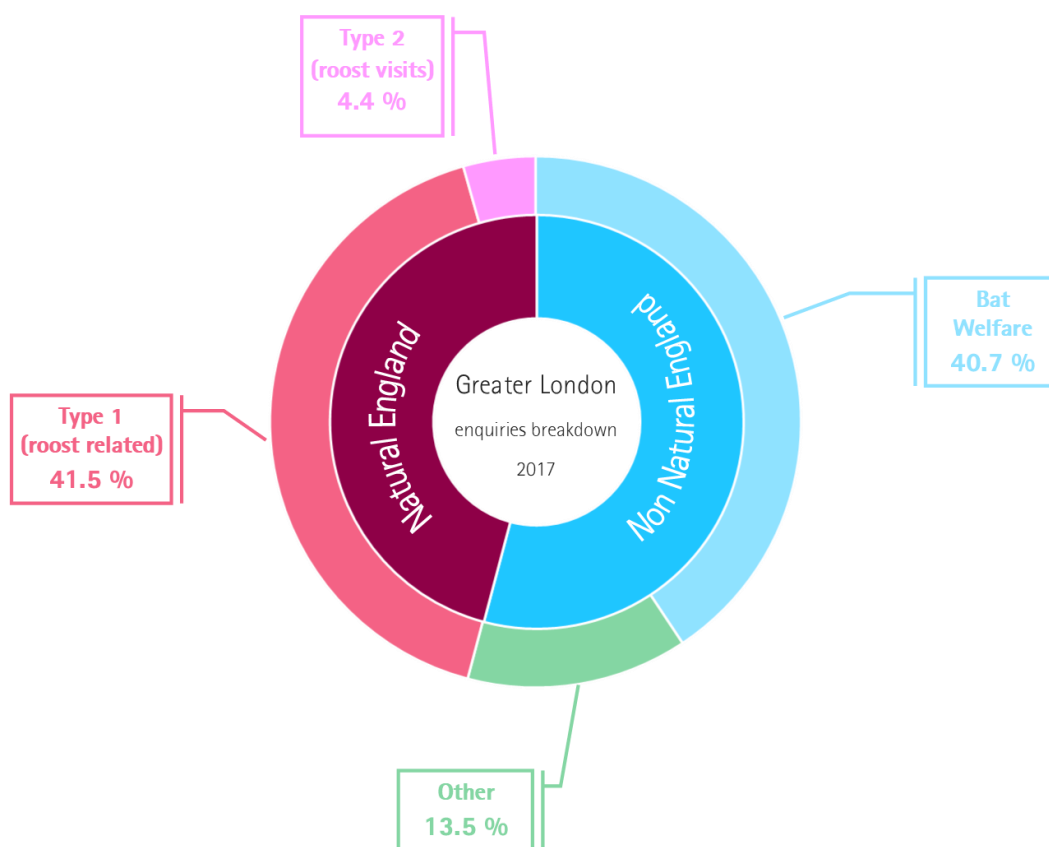 Type 2
(roost visits)
4.4 %
Bat
Welfare
40.7 %
Natural England
Non Natural England
Greater London
enquiries breakdown
2017
Type 1
(roost related)
41.5 %
Other
13.5 %